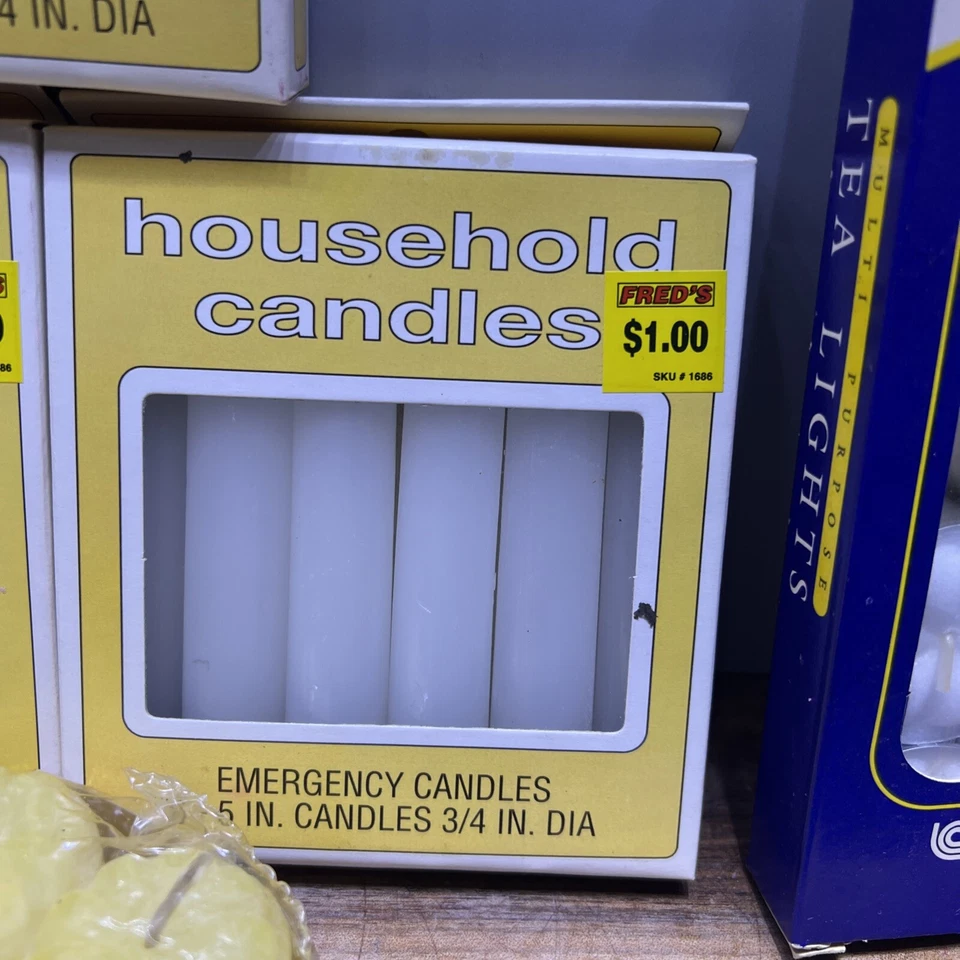 4 IN. DIA
household
candles
FRED'S
$1.00
SKU # 1686
EMERGENCY CANDLES
5 IN. CANDLES 3/4 IN. DIA
86
MULTI PURPOSE
TEA LIGHTS